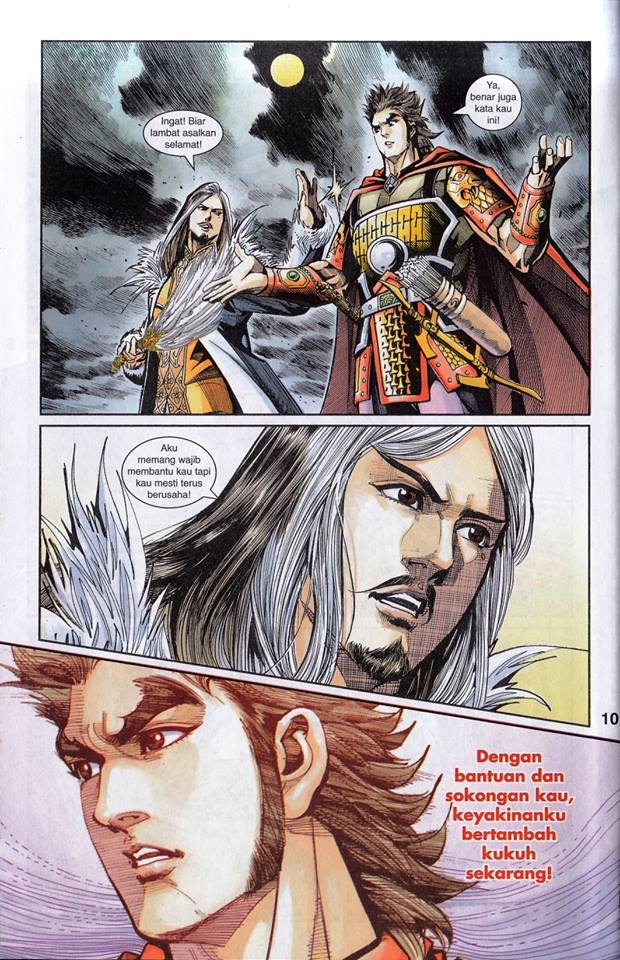 Ingat! Biar
lambat asalkan
selamat!
Ya,
benar juga
kata kau
ini!
Aku
memang wajib
membantu kau tapi
kau mesti terus
berusaha!
10
Dengan
bantuan dan
sokongan kau,
keyakinanku
bertambah
kukuh
sekarang!